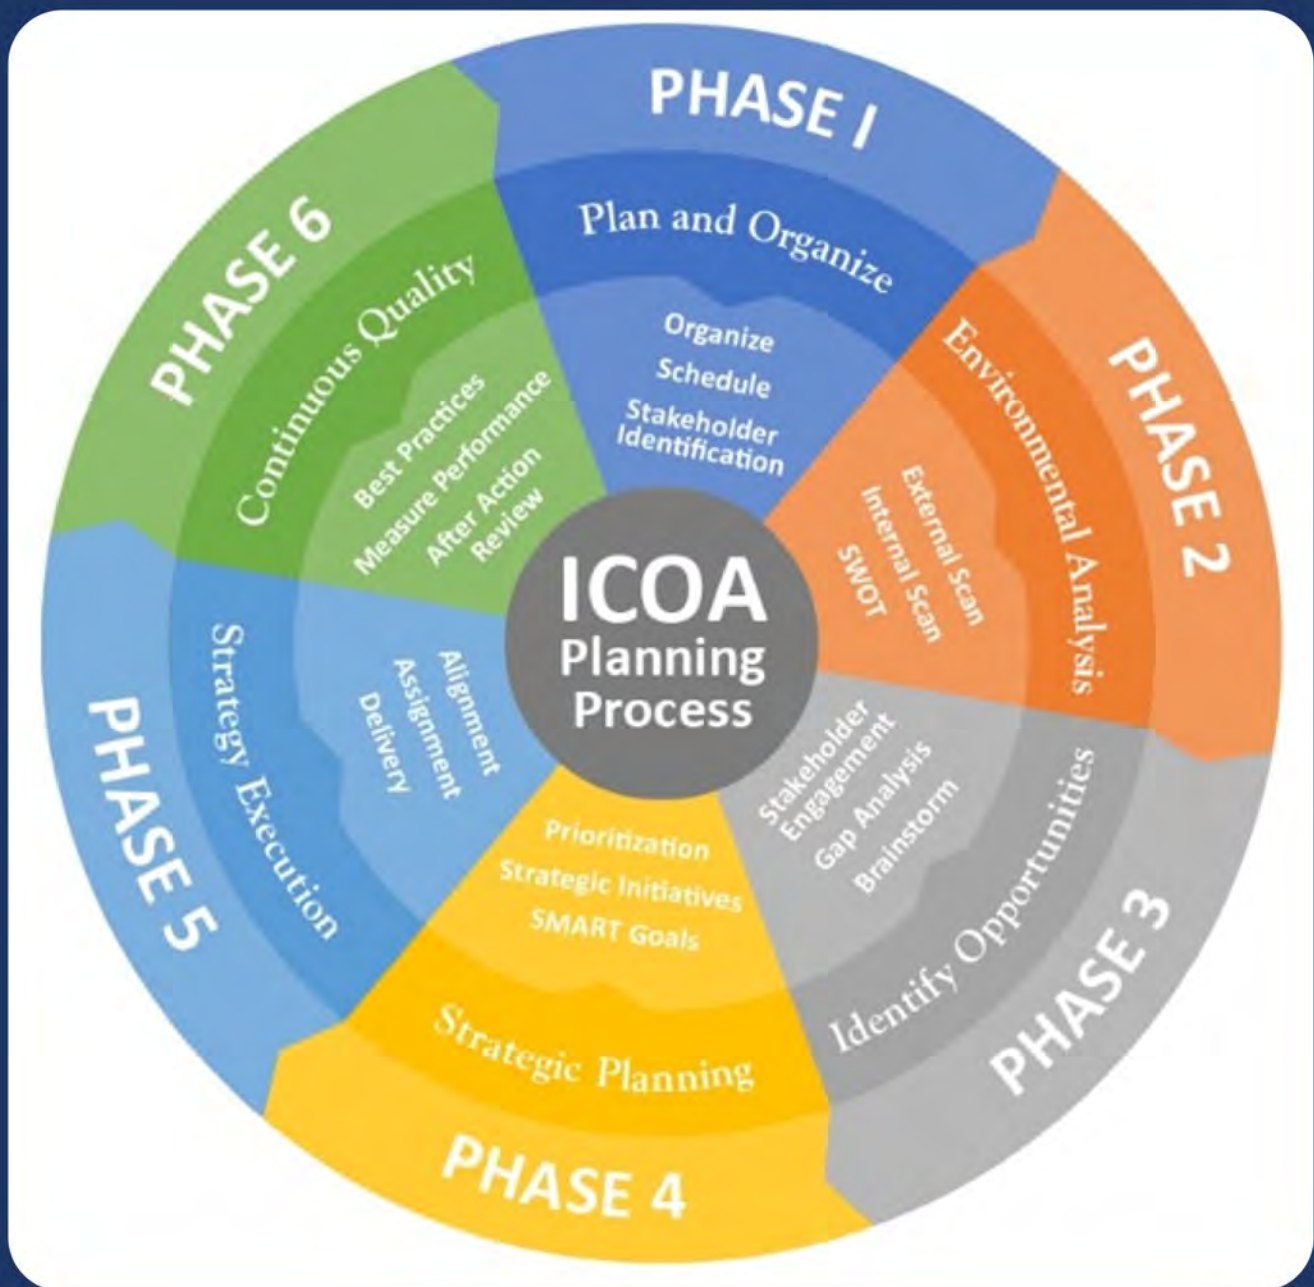 PHASE I
Plan and Organize
Organize
Schedule
Stakeholder
Identification
PHASE 2
Environmental Analysis
External Scan
Internal Scan
SWOT
PHASE 3
Identify Opportunities
Stakeholder
Engagement
Gap Analysis
Brainstorm
PHASE 4
Strategic Planning
Prioritization
Strategic Initiatives
SMART Goals
PHASE 5
Strategy Execution
Alignment
Assignment
Delivery
PHASE 6
Continuous Quality
Best Practices
Measure Performance
After Action
Review
ICOA
Planning
Process